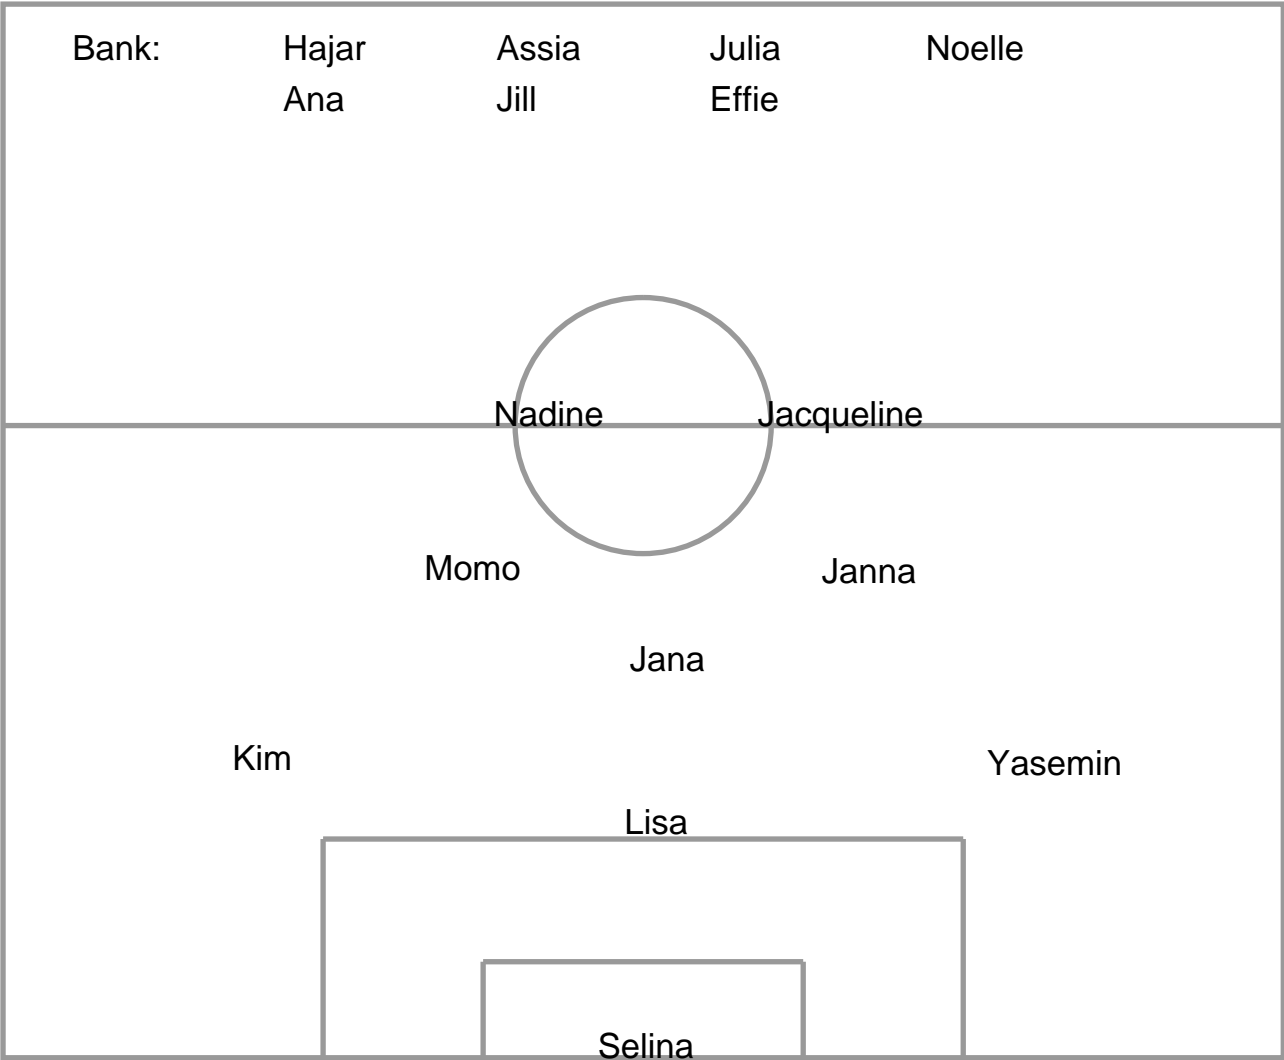 Bank: Hajar Assia Julia Noelle
Ana Jill Effie
Nadine Jacqueline
Momo Janna
Jana
Kim Yasemin
Lisa
Selina